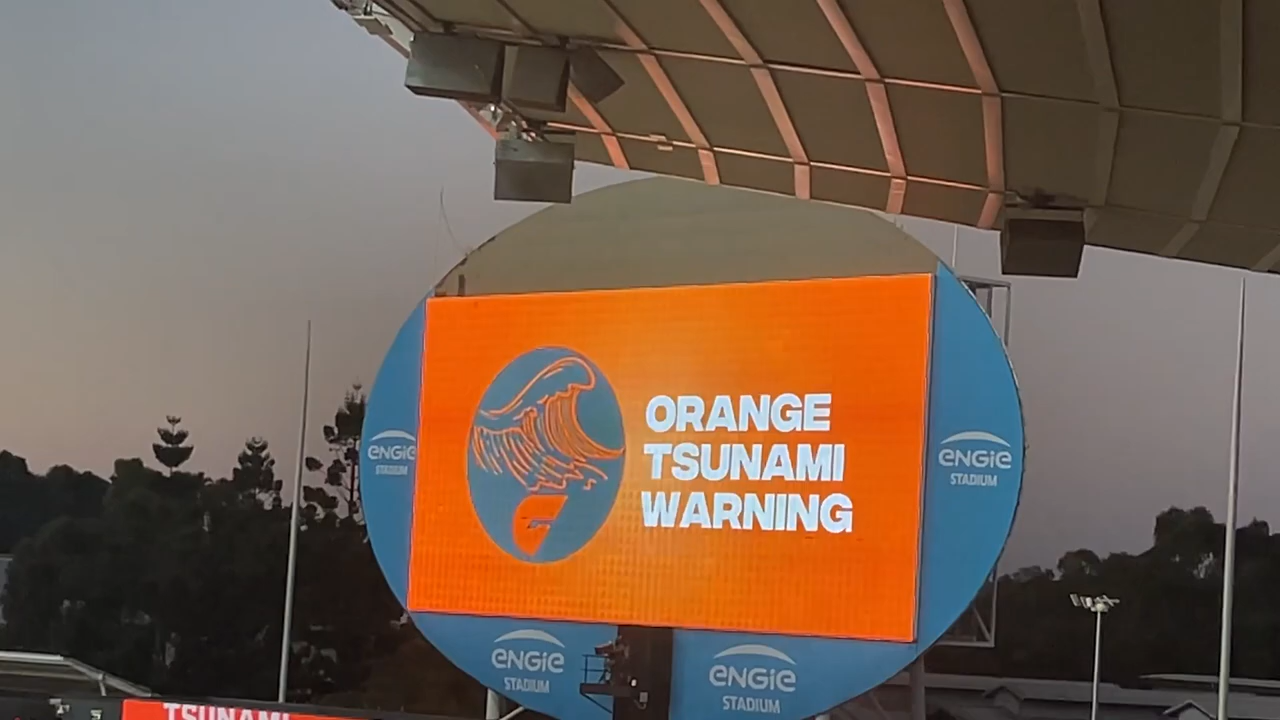 ORANGE
TSUNAMI
WARNING
ENGIE
STADIUM
ENGIE
STADIUM
ENGIE
STADIUM
ENGIE
STADIUM
TSUNAMI